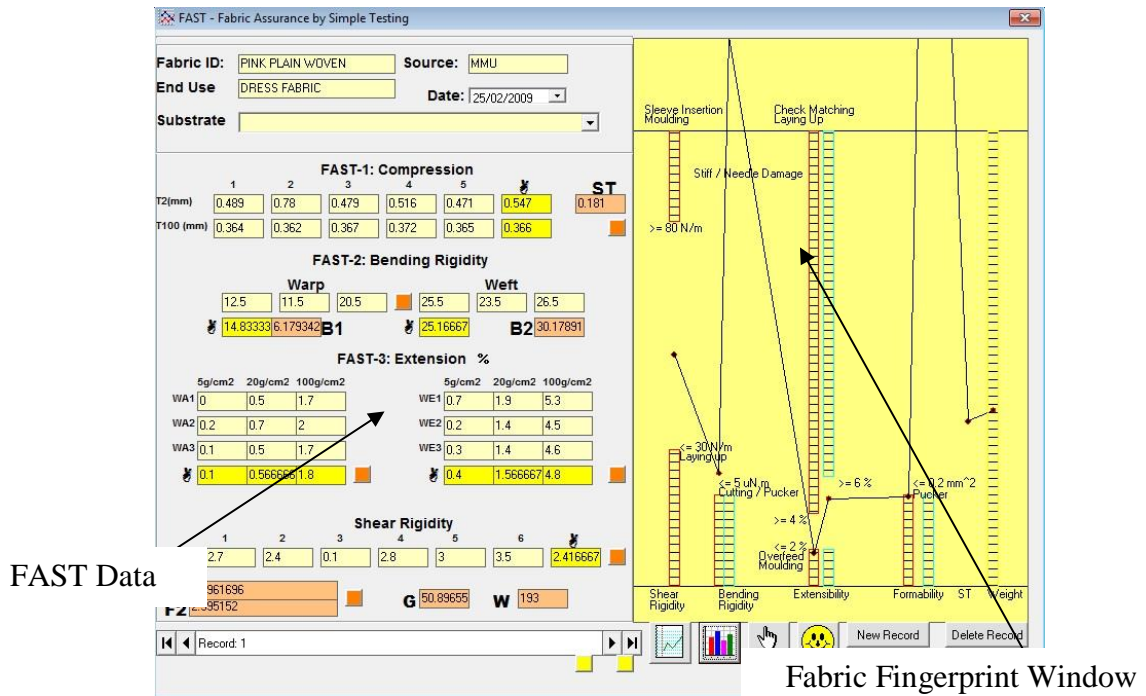 FAST - Fabric Assurance by Simple Testing
Fabric ID: PINK PLAIN WOVEN Source: MMU
End Use DRESS FABRIC Date: 25/02/2009
Substrate
FAST-1: Compression
1 2 3 4 5 ST
T2(mm) 0.489 0.78 0.479 0.516 0.471 0.547 0.181
T100 (mm) 0.364 0.362 0.367 0.372 0.365 0.366
FAST-2: Bending Rigidity
Warp Weft
12.5 11.5 20.5 25.5 23.5 26.5
14.83333 6.179342 B1 25.16667 B2 30.17891
FAST-3: Extension %
5g/cm2 20g/cm2 100g/cm2 5g/cm2 20g/cm2 100g/cm2
WA1 0 0.5 1.7 WE1 0.7 1.9 5.3
WA2 0.2 0.7 2 WE2 0.2 1.4 4.5
WA3 0.1 0.5 1.7 WE3 0.3 1.4 4.6
0.1 0.566666 1.8 0.4 1.566667 4.8
Shear Rigidity
1 2 3 4 5 6
2.7 2.4 0.1 2.8 3 3.5 2.416667
961696
F2 G 50.89655 W 193
Record: 1
Sleeve Insertion
Moulding
Check Matching
Laying Up
Stiff / Needle Damage
>= 80 N/m
<= 30 N/m
Laying up
<= 5 uN.m
Cutting / Pucker
>= 6 %
<= 0.2 mm^2
Pucker
>= 4 %
<= 2 %
Overfeed
Moulding
Shear
Rigidity
Bending
Rigidity
Extensibility
Formability
ST
Weight
New Record
Delete Record
FAST Data
Fabric Fingerprint Window